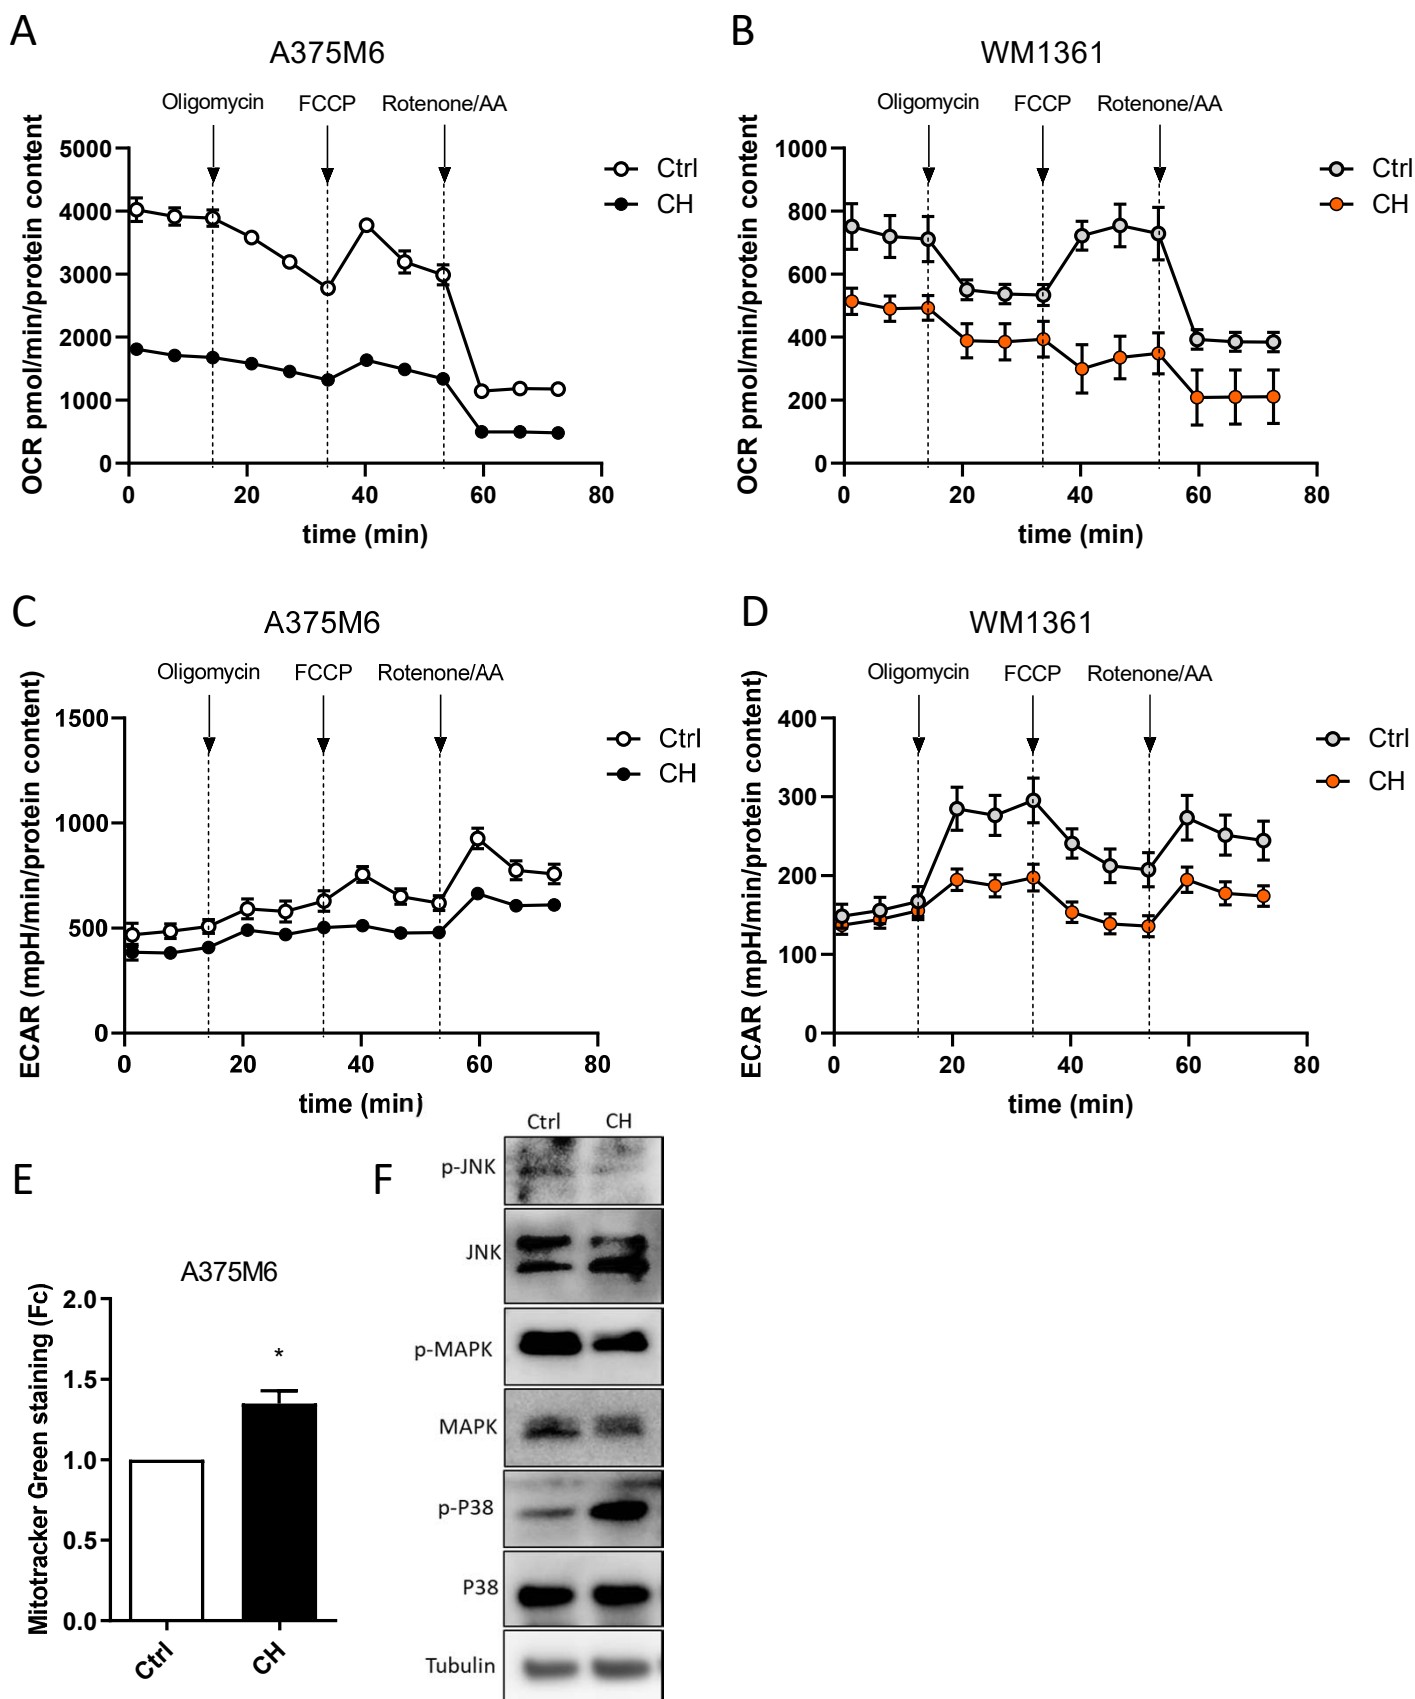 A
A375M6
Oligomycin FCCP Rotenone/AA
OCR pmol/min/protein content
5000
4000
3000
2000
1000
0
0 20 40 60 80
time (min)
Ctrl
CH
B
WM1361
Oligomycin FCCP Rotenone/AA
OCR pmol/min/protein content
1000
800
600
400
200
0
0 20 40 60 80
time (min)
Ctrl
CH
C
A375M6
Oligomycin FCCP Rotenone/AA
ECAR (mpH/min/protein content)
1500
1000
500
0
0 20 40 60 80
time (min)
Ctrl
CH
D
WM1361
Oligomycin FCCP Rotenone/AA
ECAR (mpH/min/protein content)
400
300
200
100
0
0 20 40 60 80
time (min)
Ctrl
CH
E
A375M6
Mitotracker Green staining (Fc)
2.0
1.5
1.0
0.5
0.0
*
Ctrl CH
F
Ctrl CH
p-JNK
JNK
p-MAPK
MAPK
p-P38
P38
Tubulin